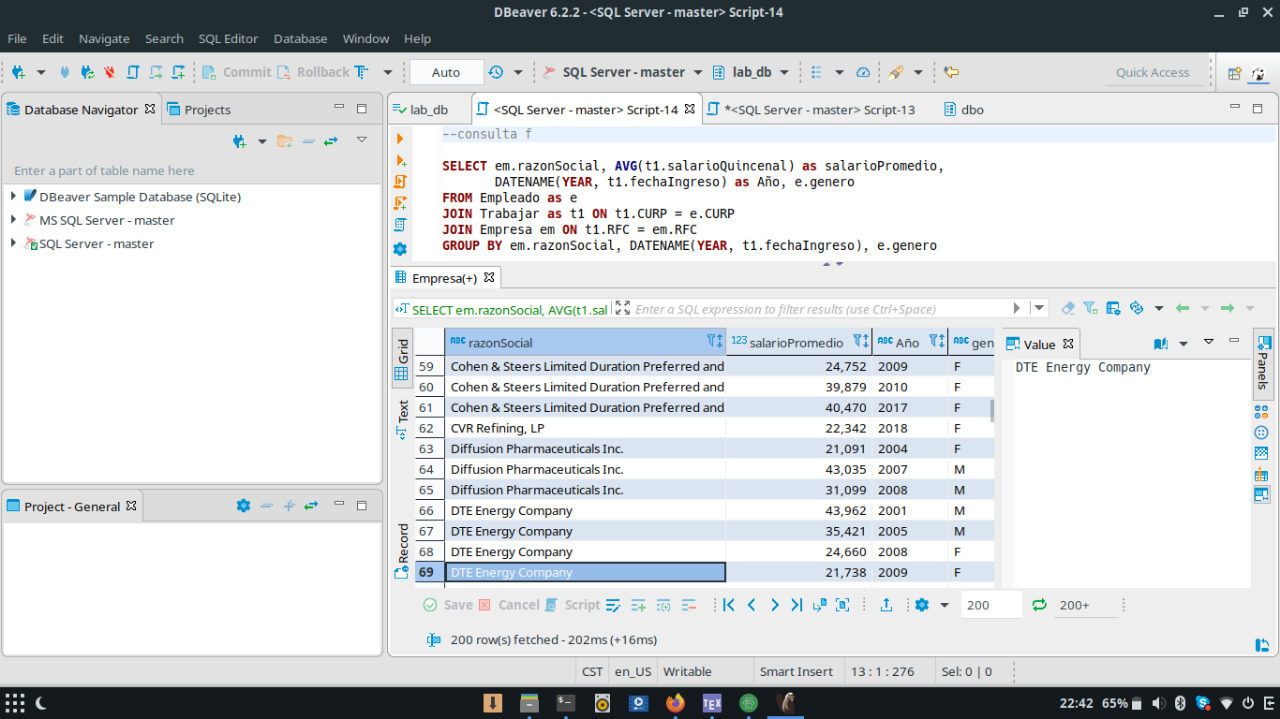 DBeaver 6.2.2 - <SQL Server - master> Script-14
File Edit Navigate Search SQL Editor Database Window Help
Commit Rollback Auto SQL Server - master lab_db Quick Access
Database Navigator Projects
Enter a part of table name here
DBeaver Sample Database (SQLite)
MS SQL Server - master
SQL Server - master
Project - General
lab_db <SQL Server - master> Script-14 *<SQL Server - master> Script-13 dbo
--consulta f
SELECT em.razonSocial, AVG(t1.salarioQuincenal) as salarioPromedio,
DATENAME(YEAR, t1.fechaIngreso) as Año, e.genero
FROM Empleado as e
JOIN Trabajar as t1 ON t1.CURP = e.CURP
JOIN Empresa em ON t1.RFC = em.RFC
GROUP BY em.razonSocial, DATENAME(YEAR, t1.fechaIngreso), e.genero
Empresa(+)
SELECT em.razonSocial, AVG(t1.sal Enter a SQL expression to filter results (use Ctrl+Space)
Grid
Text
Record
ABC razonSocial 123 salarioPromedio ABC Año ABC gen
59 Cohen & Steers Limited Duration Preferred and 24,752 2009 F
60 Cohen & Steers Limited Duration Preferred and 39,879 2010 F
61 Cohen & Steers Limited Duration Preferred and 40,470 2017 F
62 CVR Refining, LP 22,342 2018 F
63 Diffusion Pharmaceuticals Inc. 21,091 2004 F
64 Diffusion Pharmaceuticals Inc. 43,035 2007 M
65 Diffusion Pharmaceuticals Inc. 31,099 2008 M
66 DTE Energy Company 43,962 2001 M
67 DTE Energy Company 35,421 2005 M
68 DTE Energy Company 24,660 2008 F
69 DTE Energy Company 21,738 2009 F
Value
DTE Energy Company
Panels
Save Cancel Script 200 200+
200 row(s) fetched - 202ms (+16ms)
CST en_US Writable Smart Insert 13 : 1 : 276 Sel: 0 | 0
TEX 22:42 65%